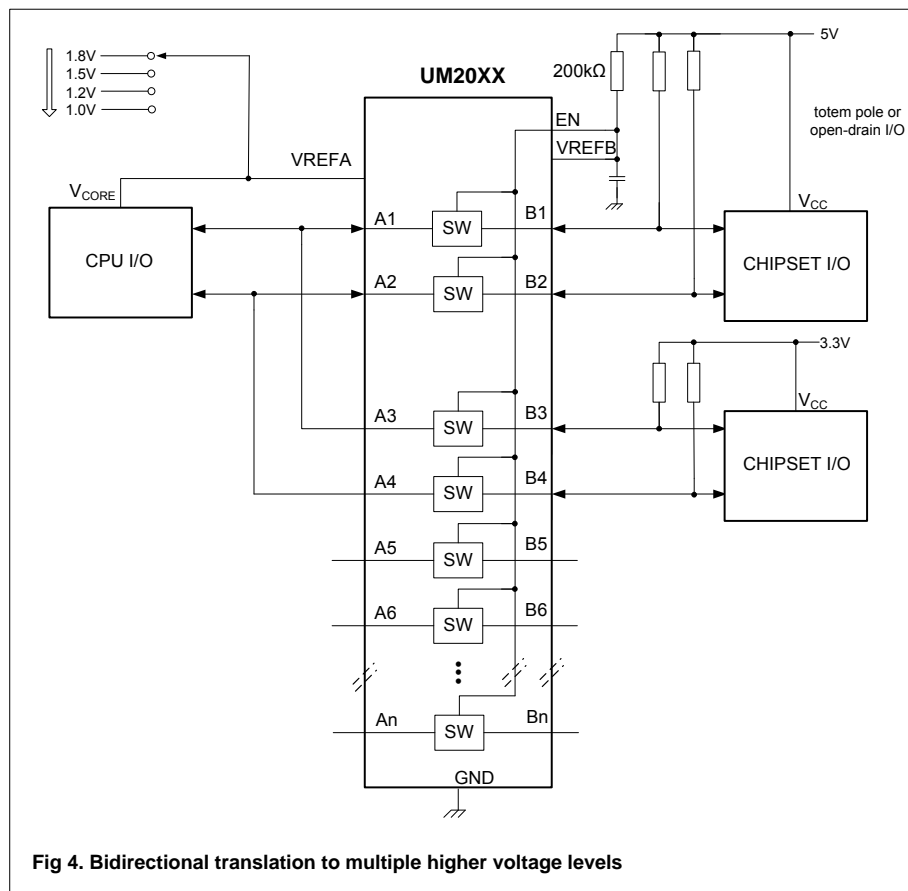 1.8V
1.5V
1.2V
1.0V
UM20XX
200kΩ
5V
totem pole or
open-drain I/O
EN
VREFB
VREFA
VCORE
CPU I/O
A1
SW
B1
A2
SW
B2
VCC
CHIPSET I/O
3.3V
A3
SW
B3
A4
SW
B4
VCC
CHIPSET I/O
A5
SW
B5
A6
SW
B6
An
SW
Bn
GND
Fig 4. Bidirectional translation to multiple higher voltage levels